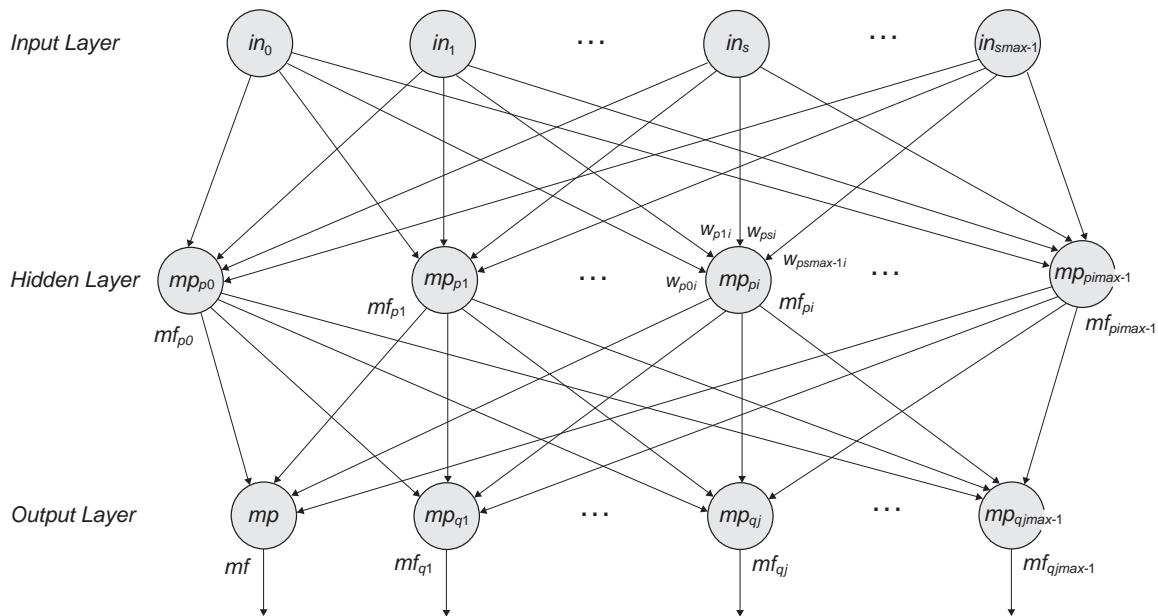 Input Layer in0 in1 ... ins ... insmax-1
wp1i wpsi
wpsmax-1i
Hidden Layer mpp0 mpp1 ... wp0i mppi ... mppimax-1
mfp0 mfp1 mfpi mfpimax-1
Output Layer mp mpq1 ... mpqj ... mpqjmax-1
mf mfq1 mfqj mfqjmax-1